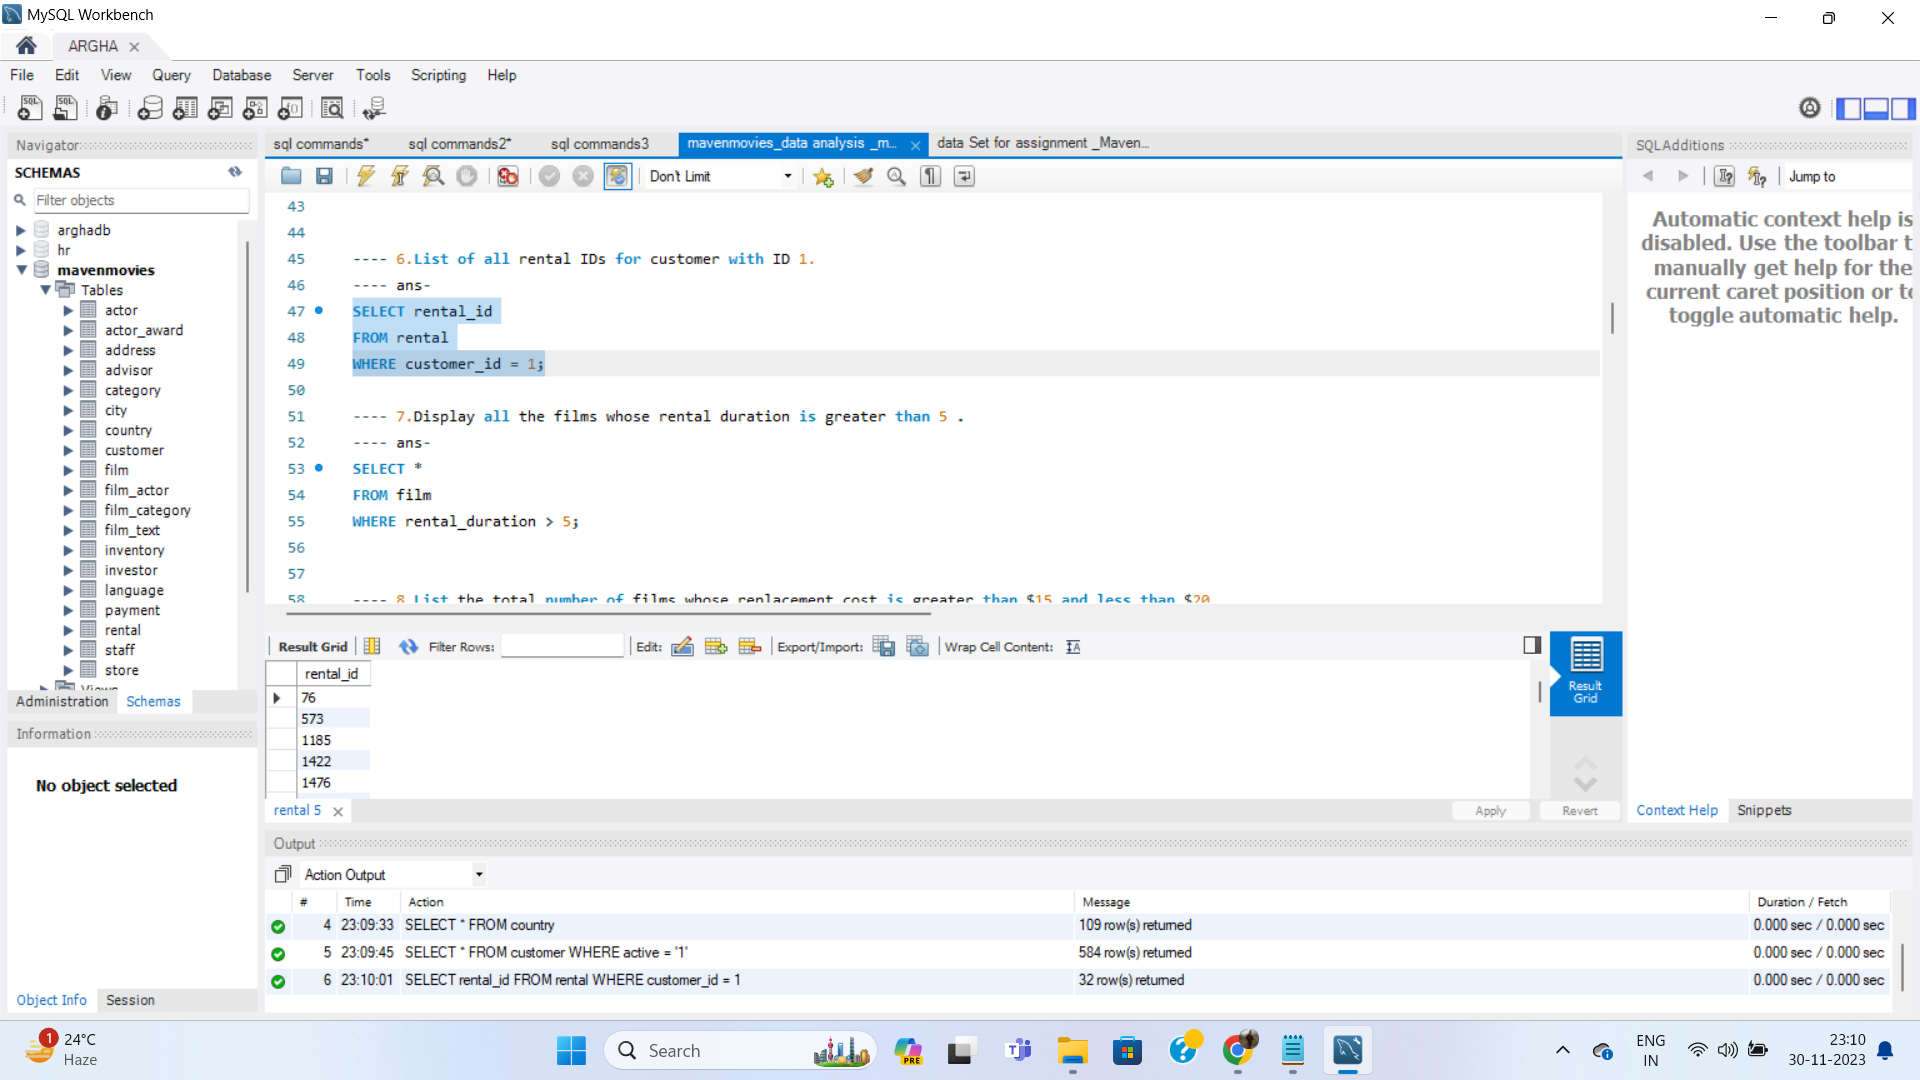 MySQL Workbench
ARGHA
File Edit View Query Database Server Tools Scripting Help
Navigator
SCHEMAS
Filter objects
arghadb
hr
mavenmovies
Tables
actor
actor_award
address
advisor
category
city
country
customer
film
film_actor
film_category
film_text
inventory
investor
language
payment
rental
staff
store
Views
Administration Schemas
Information
No object selected
Object Info Session
sql commands* sql commands2* sql commands3 mavenmovies_data analysis _m... data Set for assignment _Maven...
Don't Limit
43
44
45 ---- 6.List of all rental IDs for customer with ID 1.
46 ---- ans-
47 SELECT rental_id
48 FROM rental
49 WHERE customer_id = 1;
50
51 ---- 7.Display all the films whose rental duration is greater than 5 .
52 ---- ans-
53 SELECT *
54 FROM film
55 WHERE rental_duration > 5;
56
57
58 ---- 8.List the total number of films whose replacement cost is greater than $15 and less than $20
Result Grid Filter Rows: Edit: Export/Import: Wrap Cell Content:
rental_id
76
573
1185
1422
1476
Result
Grid
rental 5
Apply Revert
Output
Action Output
# Time Action Message Duration / Fetch
4 23:09:33 SELECT * FROM country 109 row(s) returned 0.000 sec / 0.000 sec
5 23:09:45 SELECT * FROM customer WHERE active = '1' 584 row(s) returned 0.000 sec / 0.000 sec
6 23:10:01 SELECT rental_id FROM rental WHERE customer_id = 1 32 row(s) returned 0.000 sec / 0.000 sec
SQLAdditions
Jump to
Automatic context help is
disabled. Use the toolbar t
manually get help for the
current caret position or to
toggle automatic help.
Context Help Snippets
1
24°C
Haze
Search
PRE
ENG
IN
23:10
30-11-2023